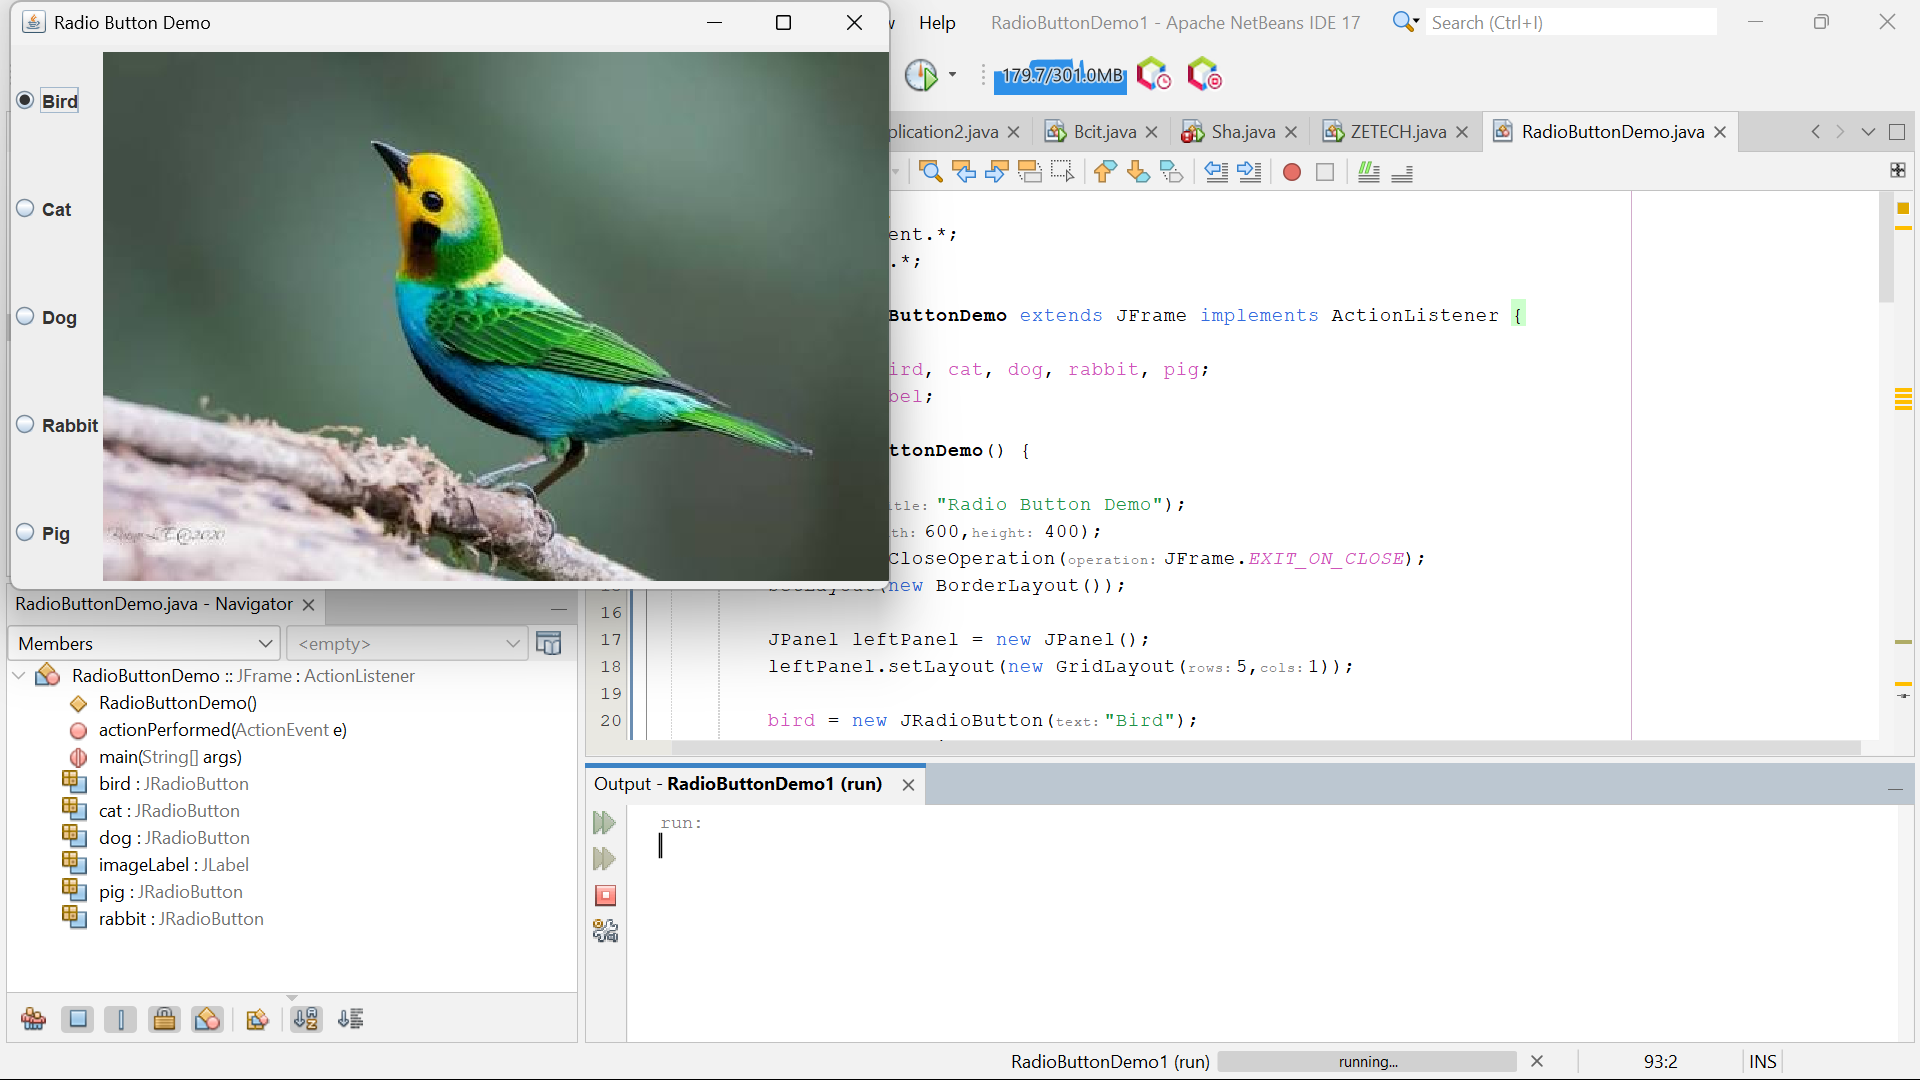 Radio Button Demo
Help
RadioButtonDemo1 - Apache NetBeans IDE 17
Search (Ctrl+I)
179.7/301.0MB
Bird
Cat
Dog
Rabbit
Pig
plication2.java
Bcit.java
Sha.java
ZETECH.java
RadioButtonDemo.java
ent.*;
.*;
ButtonDemo extends JFrame implements ActionListener {
ird, cat, dog, rabbit, pig;
bel;
ttonDemo() {
itle: "Radio Button Demo");
th: 600, height: 400);
CloseOperation(operation: JFrame.EXIT_ON_CLOSE);
new BorderLayout());
16
17 JPanel leftPanel = new JPanel();
18 leftPanel.setLayout(new GridLayout(rows: 5, cols: 1));
19
20 bird = new JRadioButton(text: "Bird");
RadioButtonDemo.java - Navigator
Members
<empty>
RadioButtonDemo :: JFrame : ActionListener
RadioButtonDemo()
actionPerformed(ActionEvent e)
main(String[] args)
bird : JRadioButton
cat : JRadioButton
dog : JRadioButton
imageLabel : JLabel
pig : JRadioButton
rabbit : JRadioButton
Output - RadioButtonDemo1 (run)
run:
RadioButtonDemo1 (run)
running...
93:2
INS